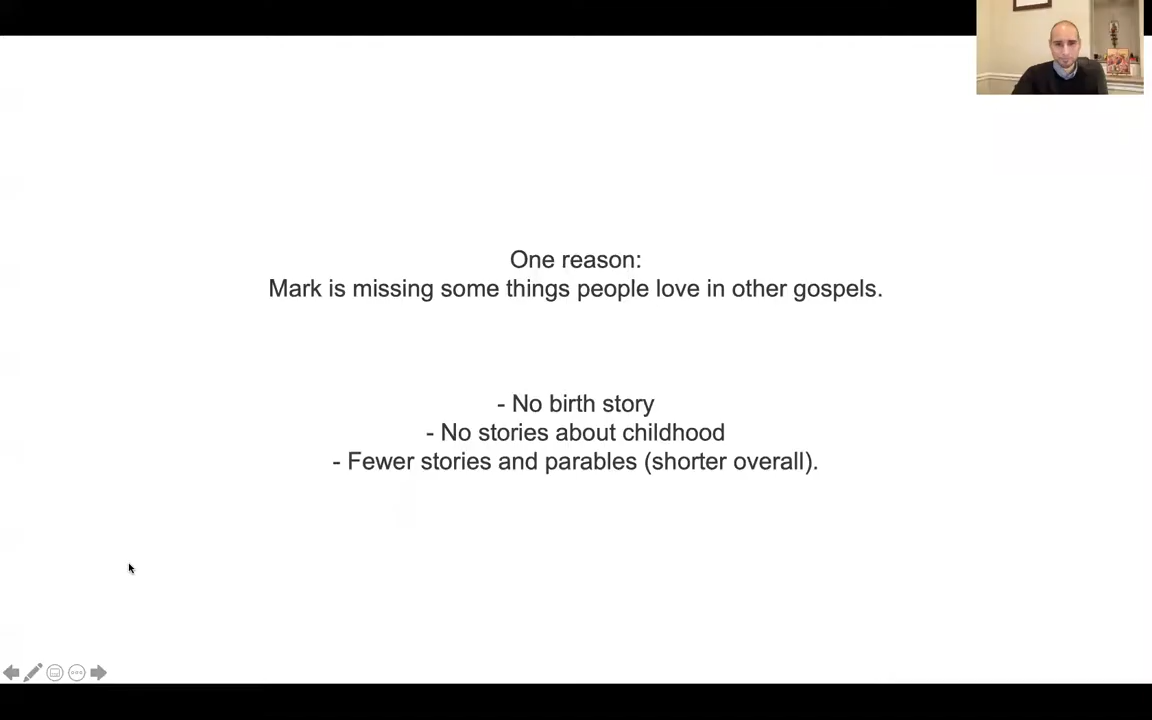 One reason:
Mark is missing some things people love in other gospels.
- No birth story
- No stories about childhood
- Fewer stories and parables (shorter overall).